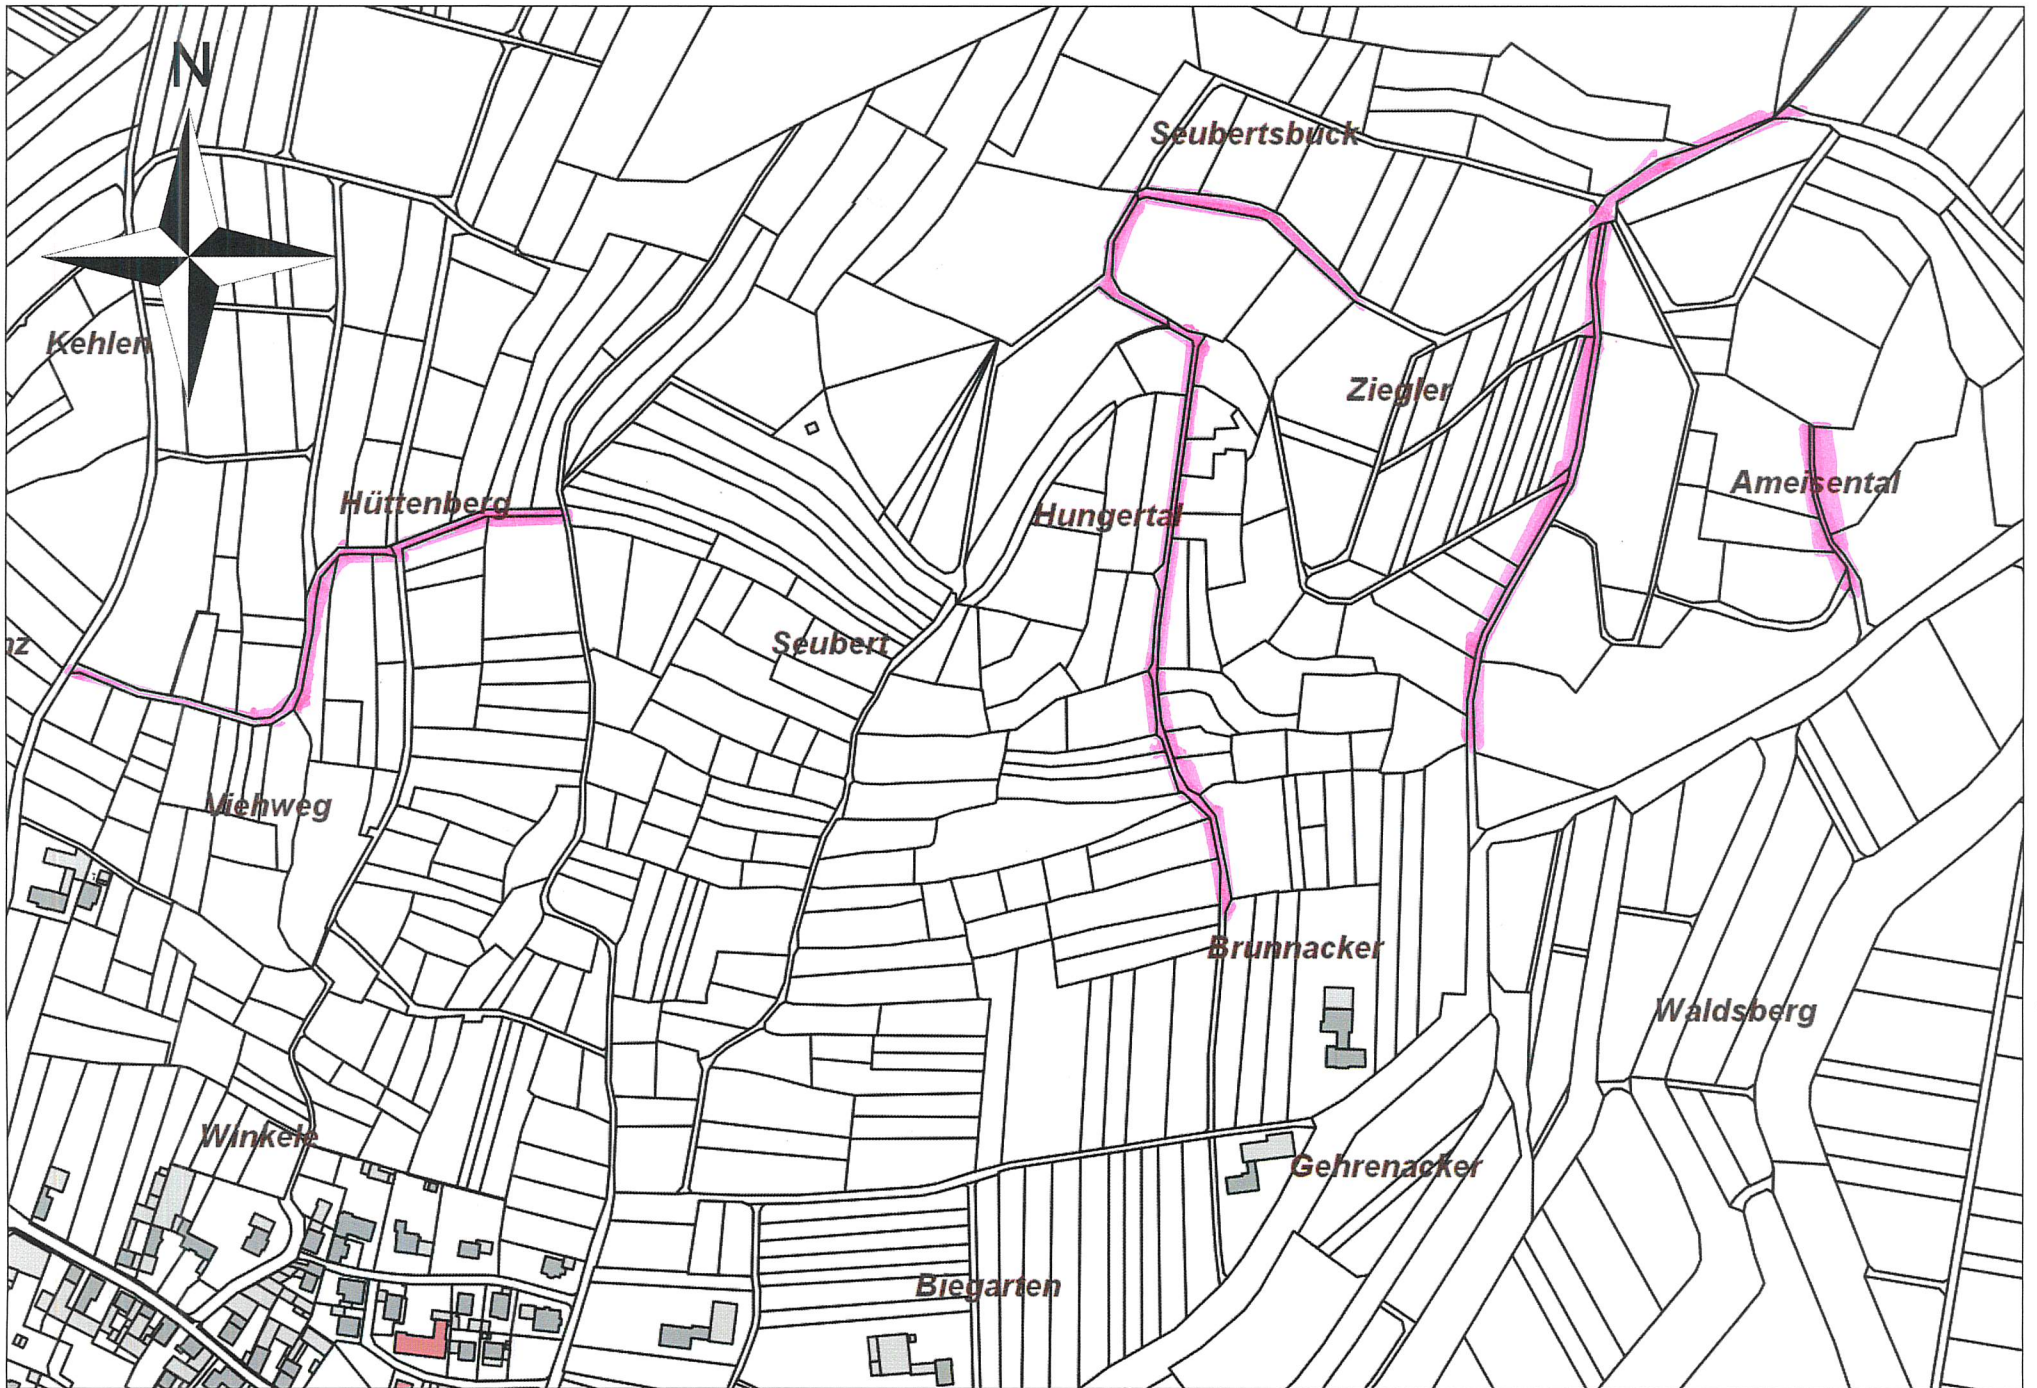 N
Seubertsbuck
Kehlen
Ziegler
Ameisental
Hüttenberg
Hungertal
nz
Seubert
Viehweg
Brunnacker
Waldsberg
Winkele
Gehrenacker
Biegarten